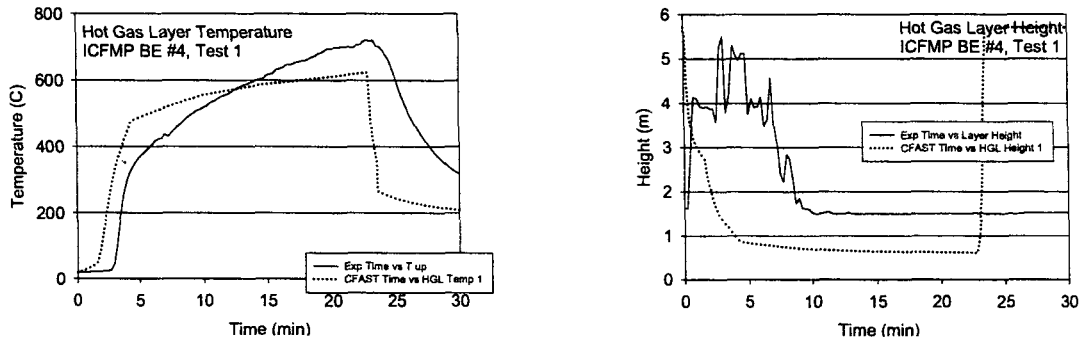 Hot Gas Layer Temperature
ICFMP BE #4, Test 1
Temperature (C)
800
600
400
200
0
0 5 10 15 20 25 30
Time (min)
Exp Time vs T up
CFAST Time vs HGL Temp 1
Hot Gas Layer Height
ICFMP BE #4, Test 1
Height (m)
6
5
4
3
2
1
0
0 5 10 15 20 25 30
Time (min)
Exp Time vs Layer Height
CFAST Time vs HGL Height 1